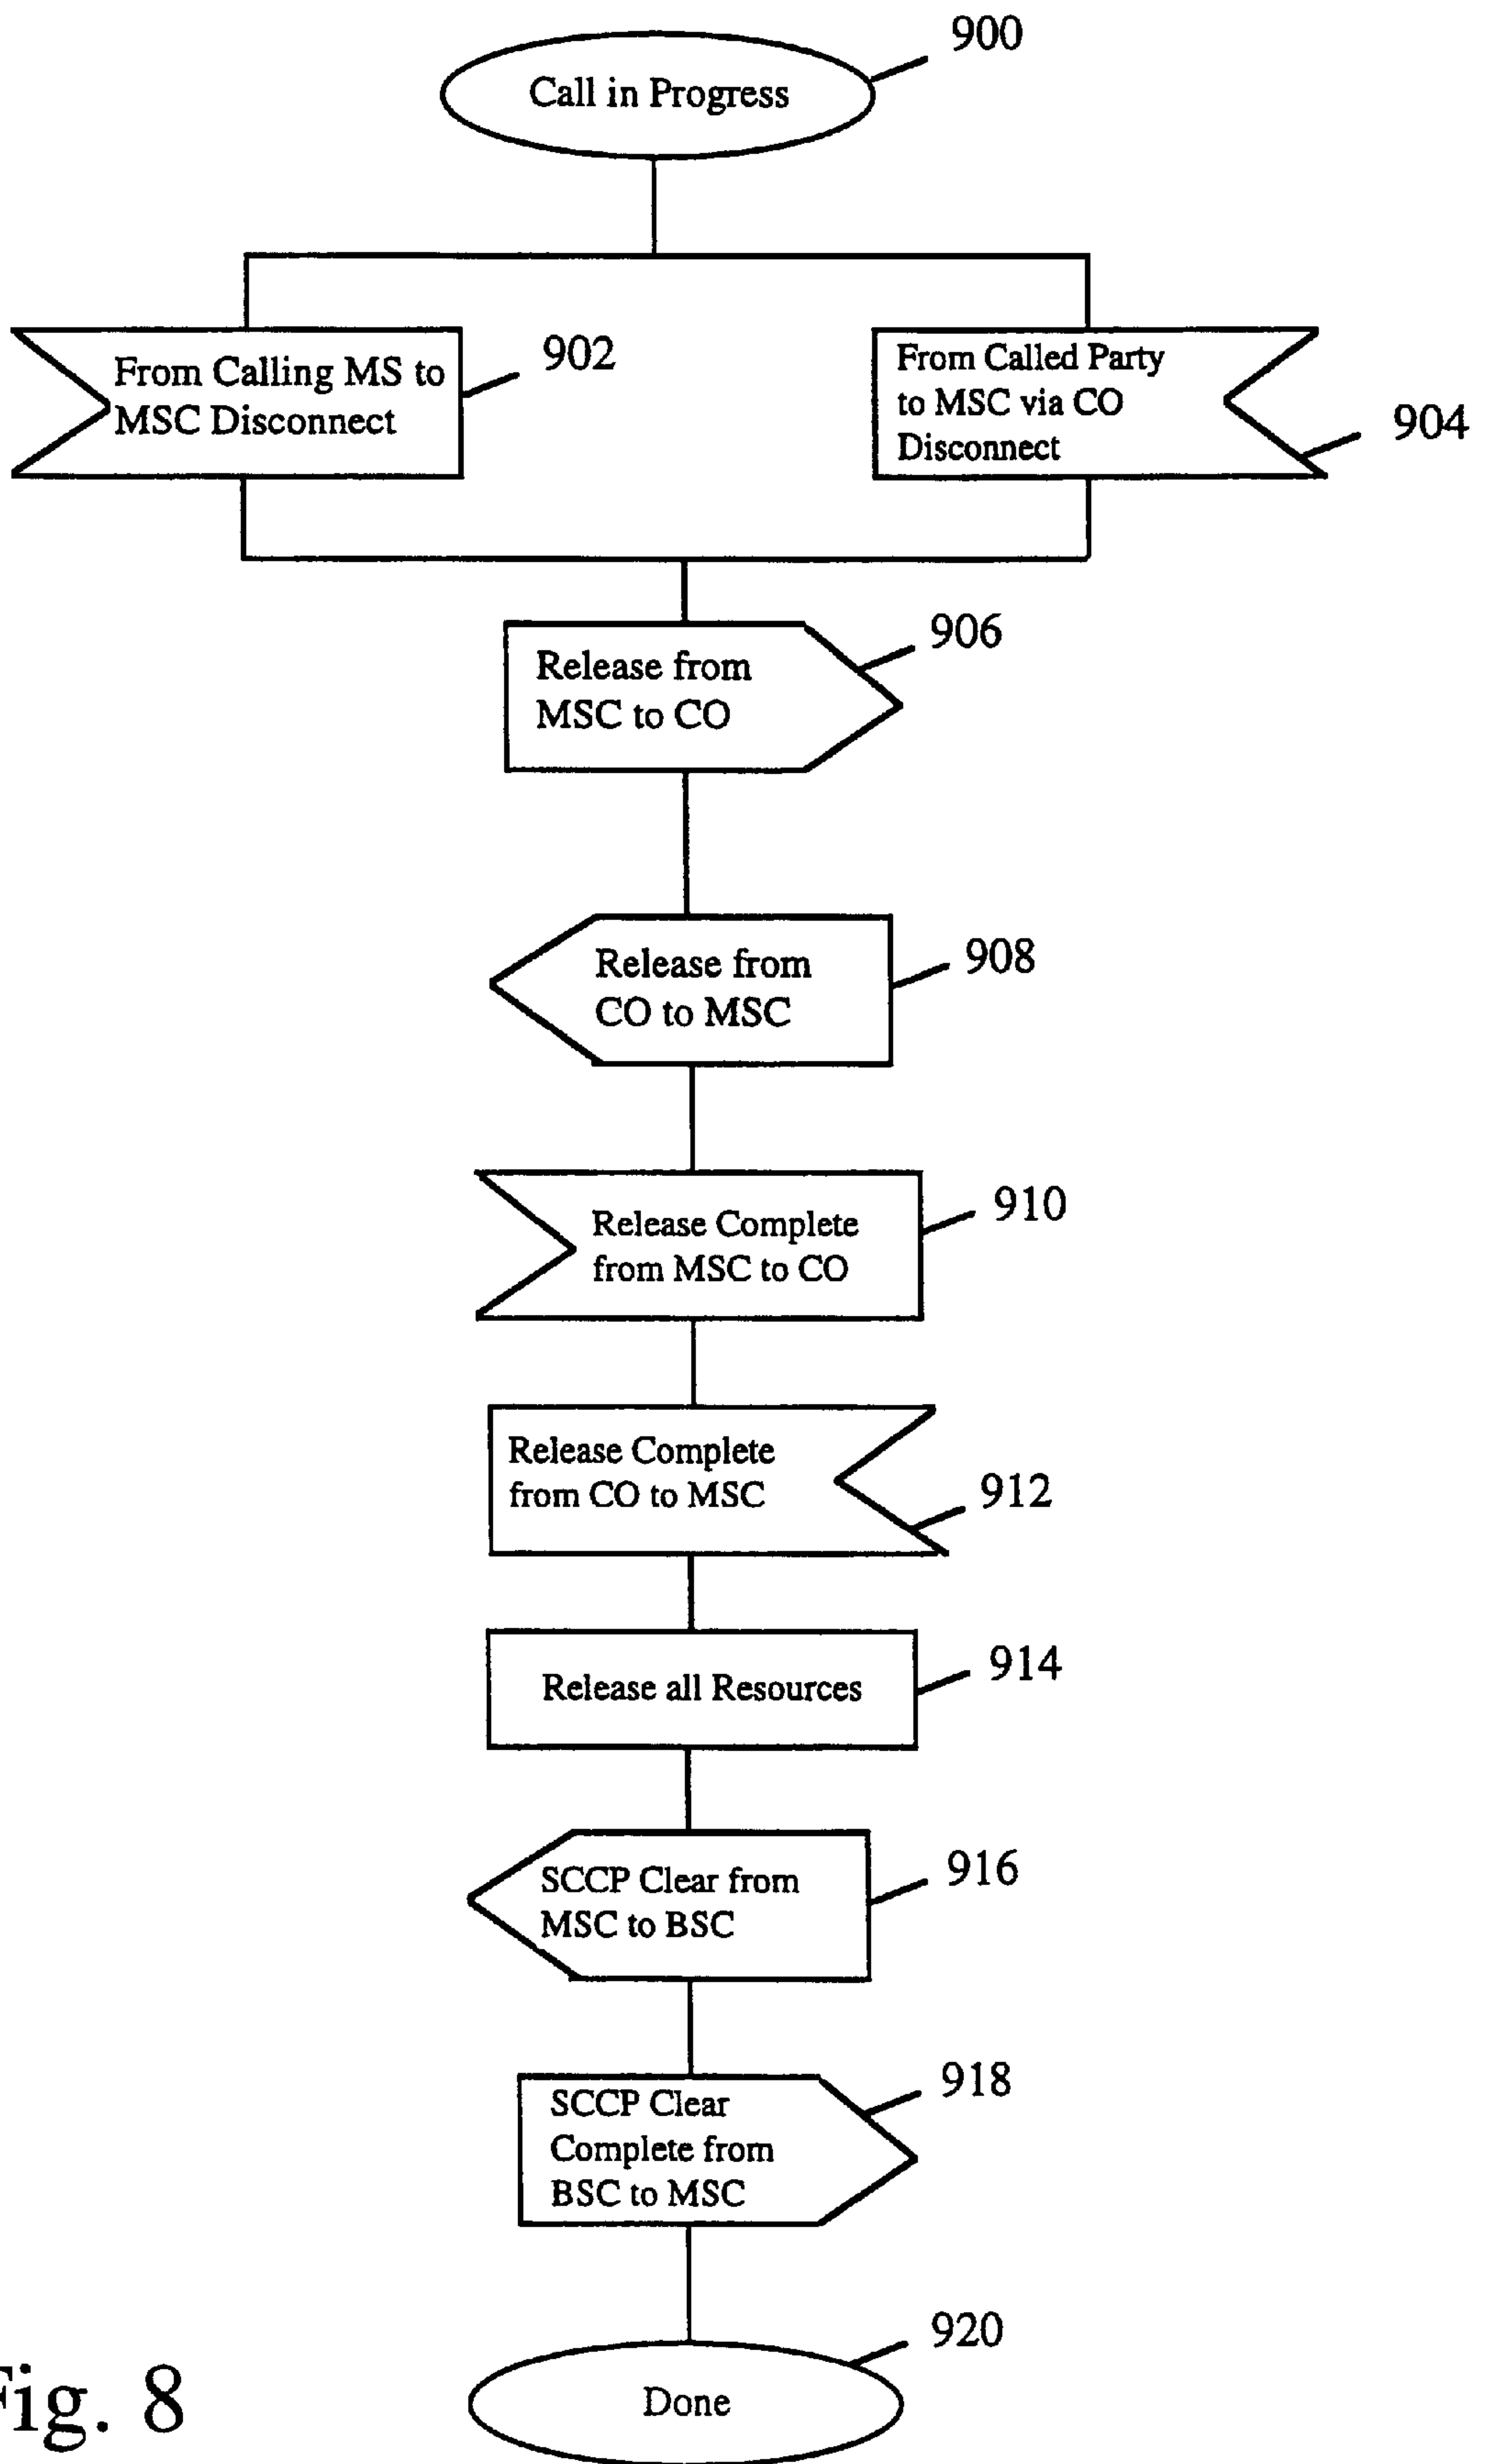 900
Call in Progress
From Calling MS to
MSC Disconnect
902
From Called Party
to MSC via CO
Disconnect
904
Release from
MSC to CO
906
Release from
CO to MSC
908
Release Complete
from MSC to CO
910
Release Complete
from CO to MSC
912
Release all Resources
914
SCCP Clear from
MSC to BSC
916
SCCP Clear
Complete from
BSC to MSC
918
Done
920
Fig. 8